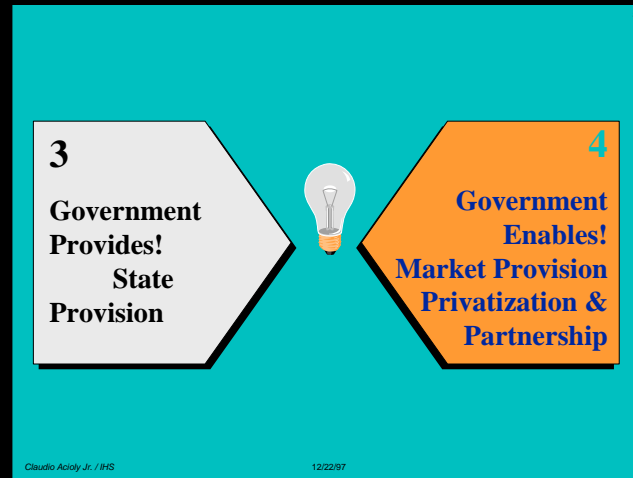 3
Government
Provides!
State
Provision
4
Government
Enables!
Market Provision
Privatization &
Partnership
Claudio Acioly Jr. / IHS
12/22/97